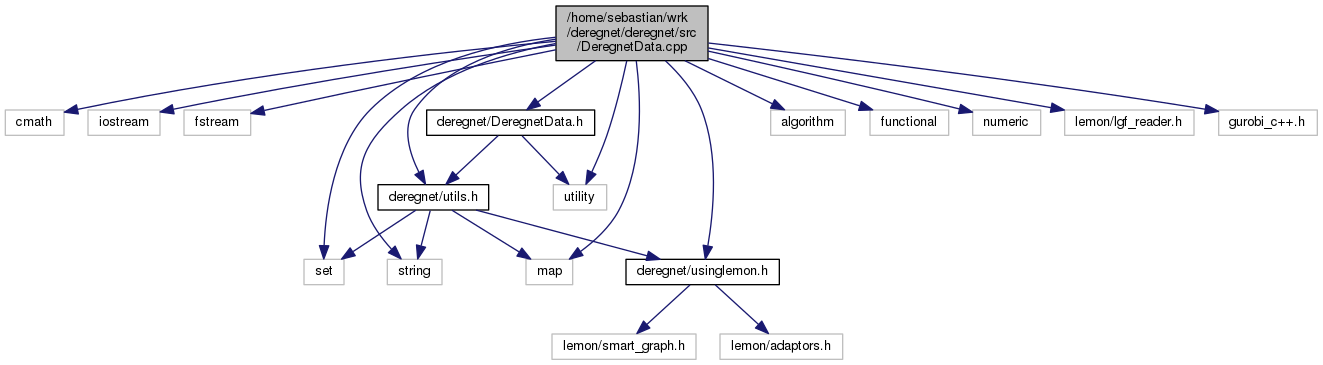 /home/sebastian/wrk
/deregnet/deregnet/src
/DeregnetData.cpp
cmath
iostream
fstream
deregnet/DeregnetData.h
algorithm
functional
numeric
lemon/lgf_reader.h
gurobi_c++.h
deregnet/utils.h
utility
set
string
map
deregnet/usinglemon.h
lemon/smart_graph.h
lemon/adaptors.h